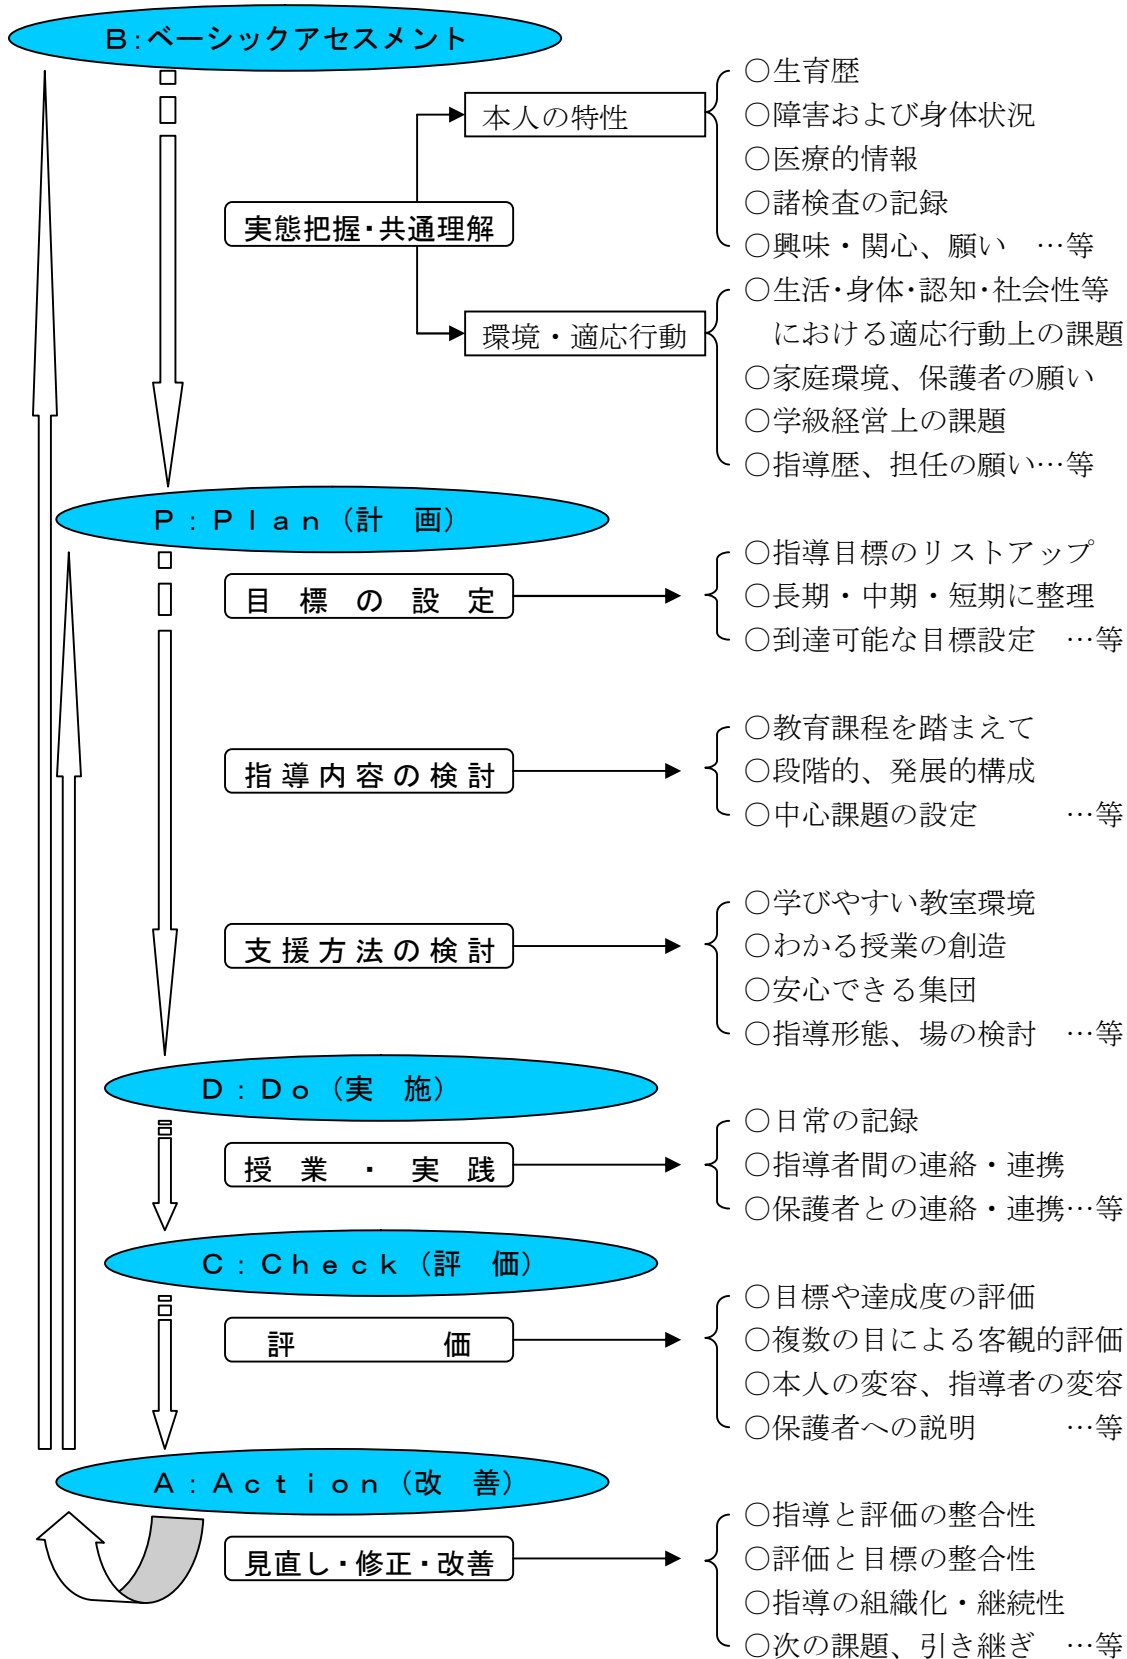 B:ベーシックアセスメント
○生育歴
本人の特性
○障害および身体状況
○医療的情報
○諸検査の記録
実態把握・共通理解
○興味・関心、願い　…等
○生活・身体・認知・社会性等
環境・適応行動
における適応行動上の課題
○家庭環境、保護者の願い
○学級経営上の課題
○指導歴、担任の願い…等
P:Plan（計　画）
○指導目標のリストアップ
目標の設定
○長期・中期・短期に整理
○到達可能な目標設定　…等
○教育課程を踏まえて
指導内容の検討
○段階的、発展的構成
○中心課題の設定　…等
○学びやすい教室環境
支援方法の検討
○わかる授業の創造
○安心できる集団
○指導形態、場の検討　…等
D:Do（実　施）
○日常の記録
授業・実践
○指導者間の連絡・連携
○保護者との連絡・連携…等
C:Check（評　価）
○目標や達成度の評価
評　価
○複数の目による客観的評価
○本人の変容、指導者の変容
○保護者への説明　…等
A:Action（改　善）
○指導と評価の整合性
見直し・修正・改善
○評価と目標の整合性
○指導の組織化・継続性
○次の課題、引き継ぎ　…等